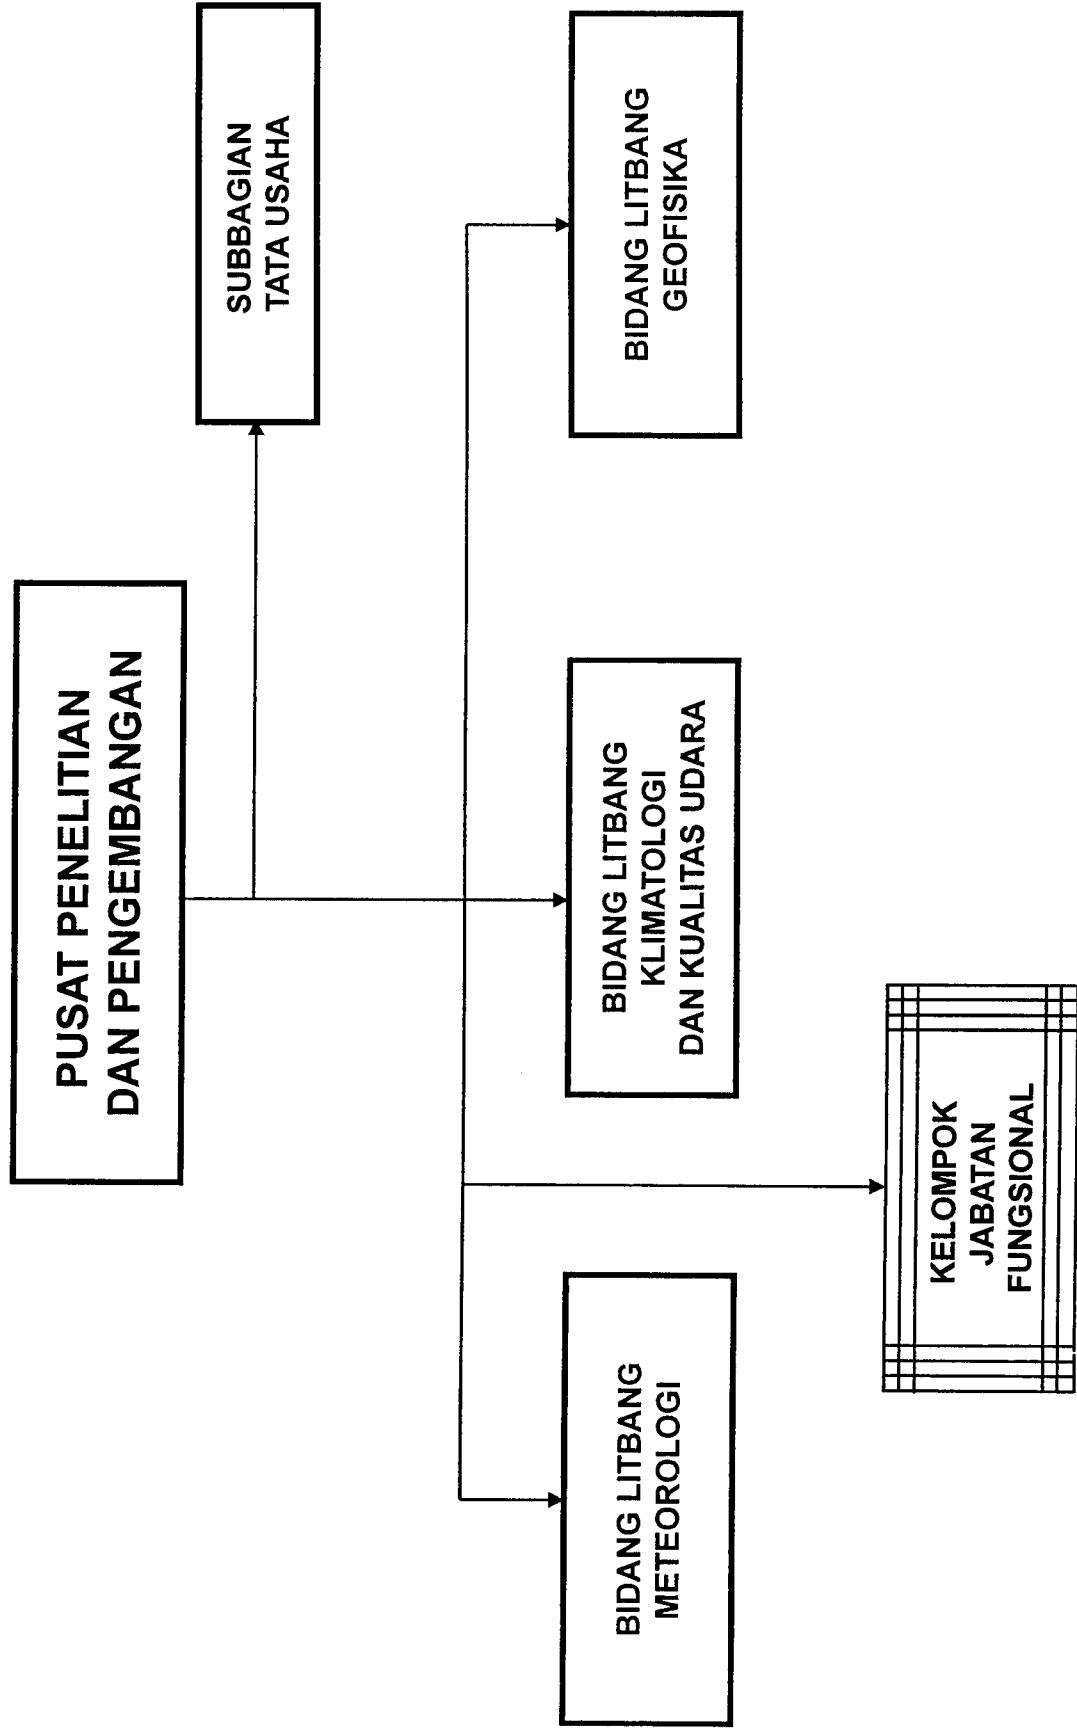 PUSAT PENELITIAN
DAN PENGEMBANGAN
SUBBAGIAN
TATA USAHA
BIDANG LITBANG
METEOROLOGI
BIDANG LITBANG
KLIMATOLOGI
DAN KUALITAS UDARA
BIDANG LITBANG
GEOFISIKA
KELOMPOK
JABATAN
FUNGSIONAL